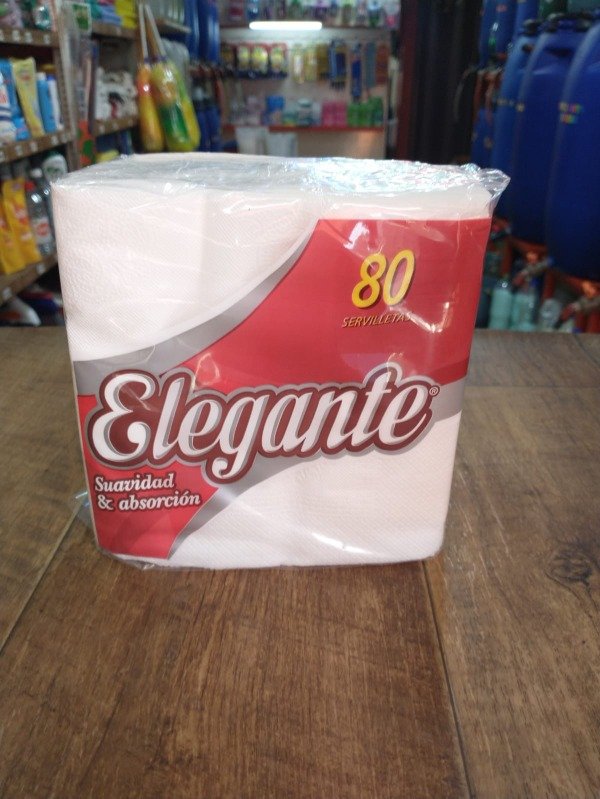 80
SERVILLETAS
Elegante®
Suavidad
& absorción